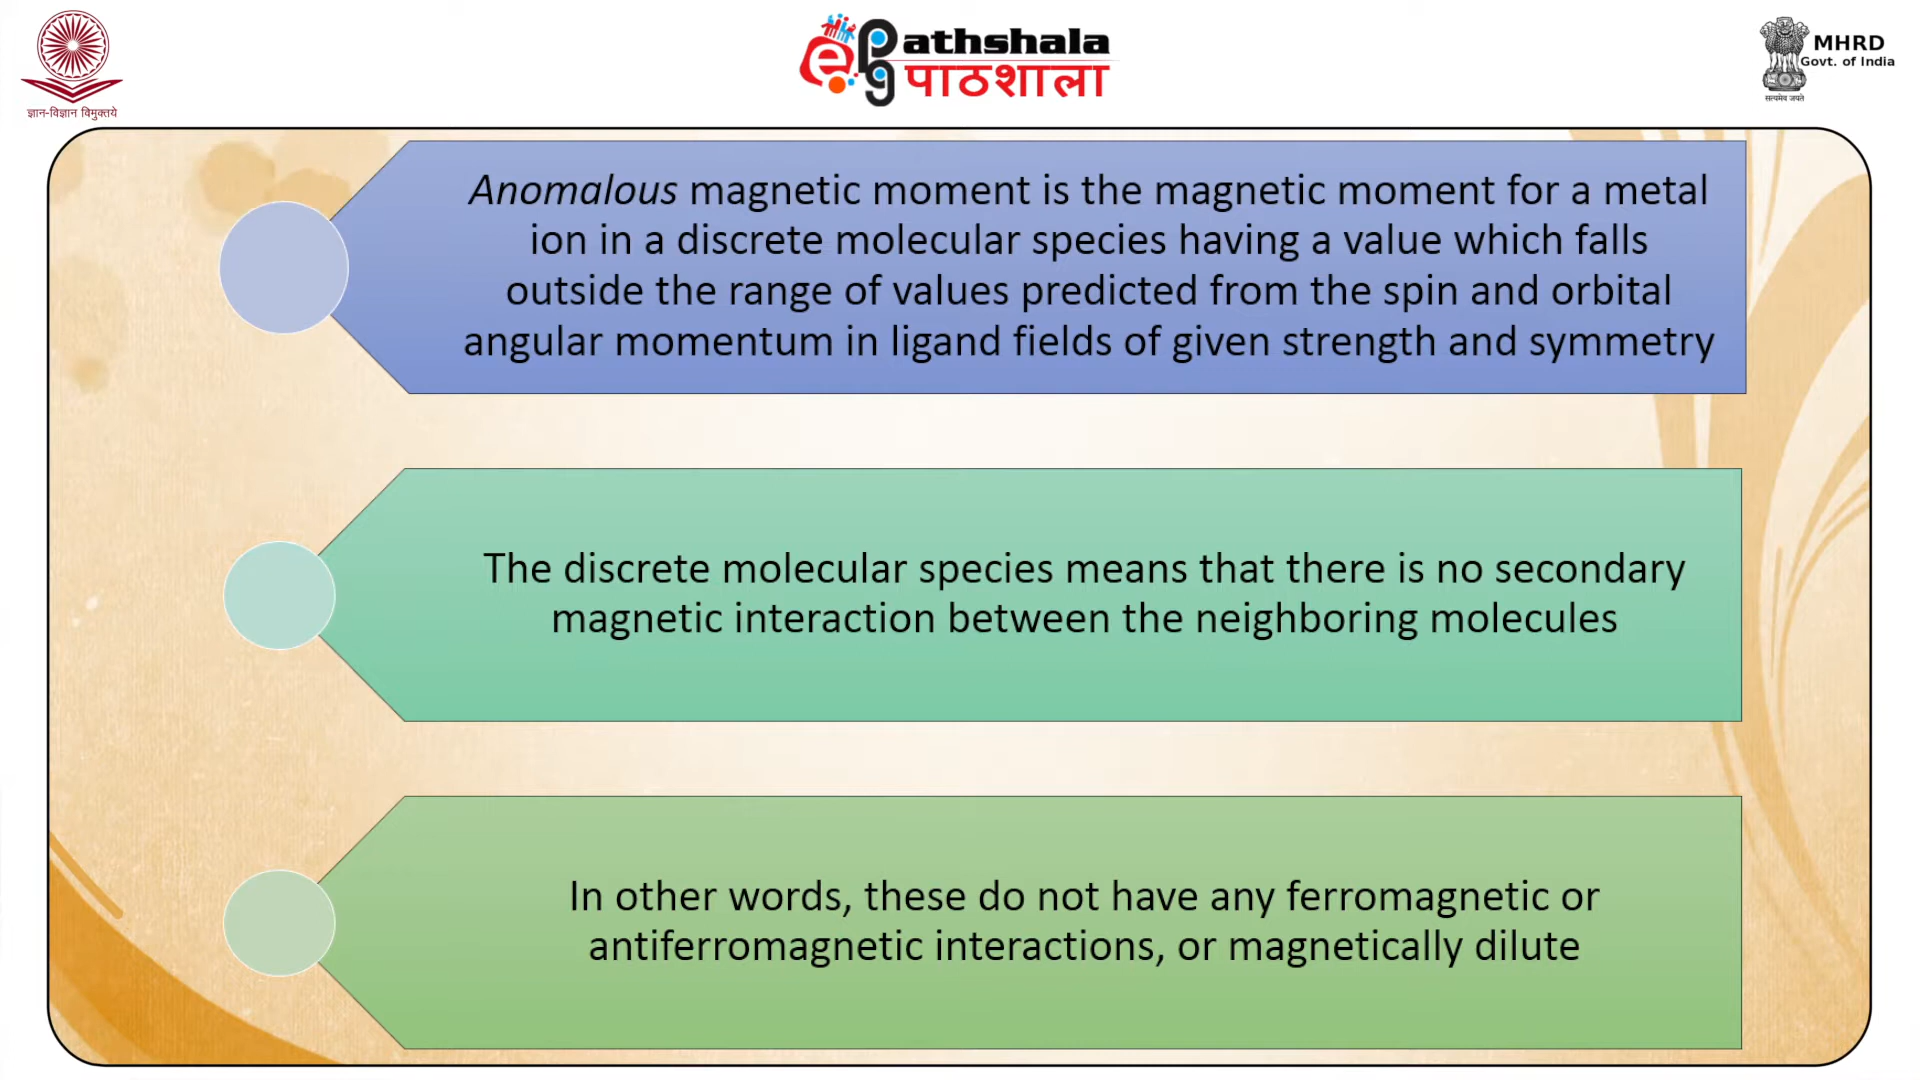 ज्ञान-विज्ञान विमुक्तये
e
pg
athshala
पाठशाला
MHRD
Govt. of India
सत्यमेव जयते
Anomalous magnetic moment is the magnetic moment for a metal
ion in a discrete molecular species having a value which falls
outside the range of values predicted from the spin and orbital
angular momentum in ligand fields of given strength and symmetry
The discrete molecular species means that there is no secondary
magnetic interaction between the neighboring molecules
In other words, these do not have any ferromagnetic or
antiferromagnetic interactions, or magnetically dilute